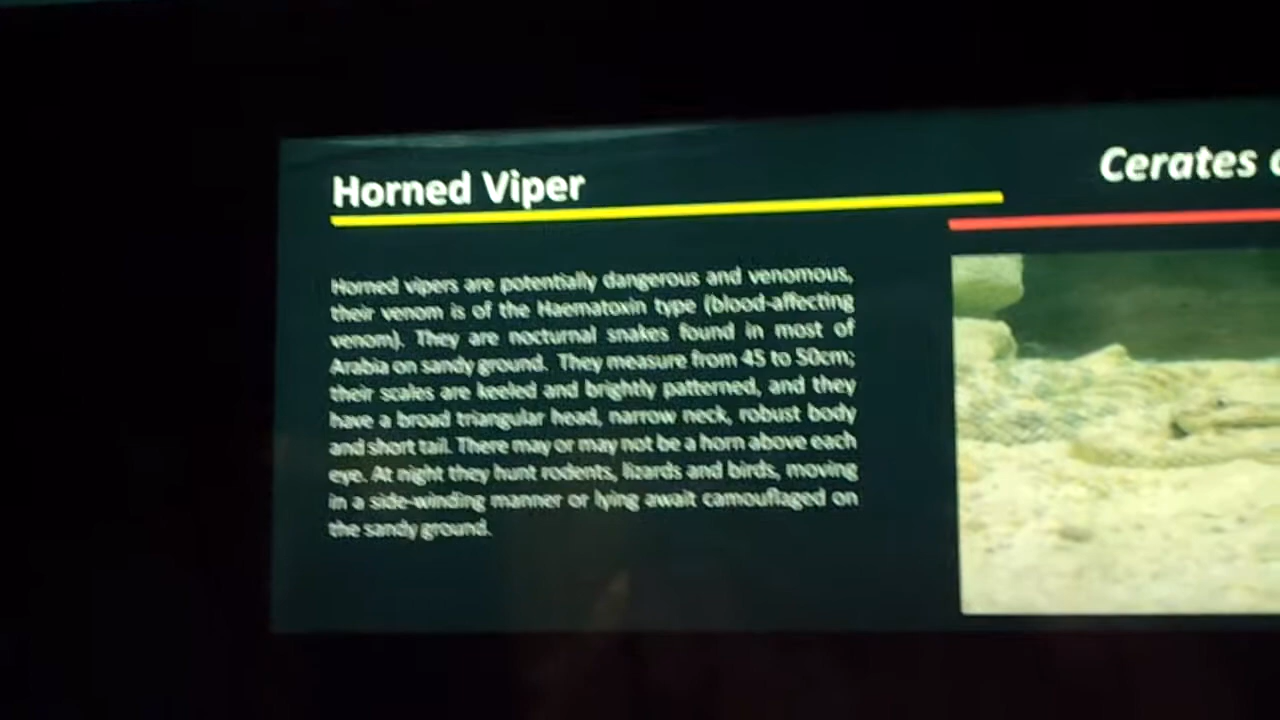 Horned Viper
Cerates
Horned vipers are potentially dangerous and venomous,
their venom is of the Haematoxin type (blood-affecting
venom). They are nocturnal snakes found in most of
Arabia on sandy ground. They measure from 45 to 50cm;
their scales are keeled and brightly patterned, and they
have a broad triangular head, narrow neck, robust body
and short tail. There may or may not be a horn above each
eye. At night they hunt rodents, lizards and birds, moving
in a side-winding manner or lying await camouflaged on
the sandy ground.